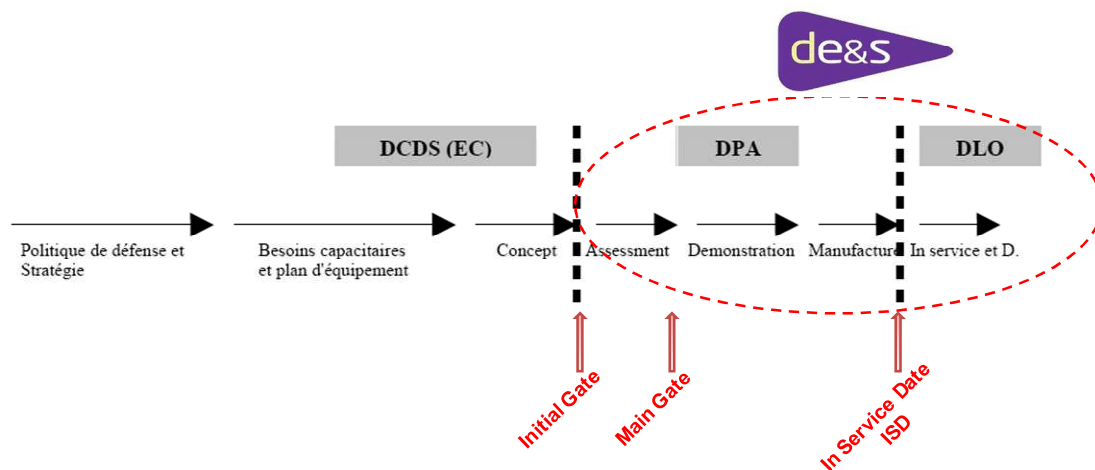 de&s
DCDS (EC)
DPA
DLO
Politique de défense et
Stratégie
Besoins capacitaires
et plan d'équipement
Concept
Assessment
Demonstration
Manufacture
In service et D.
Initial Gate
Main Gate
In Service Date
ISD